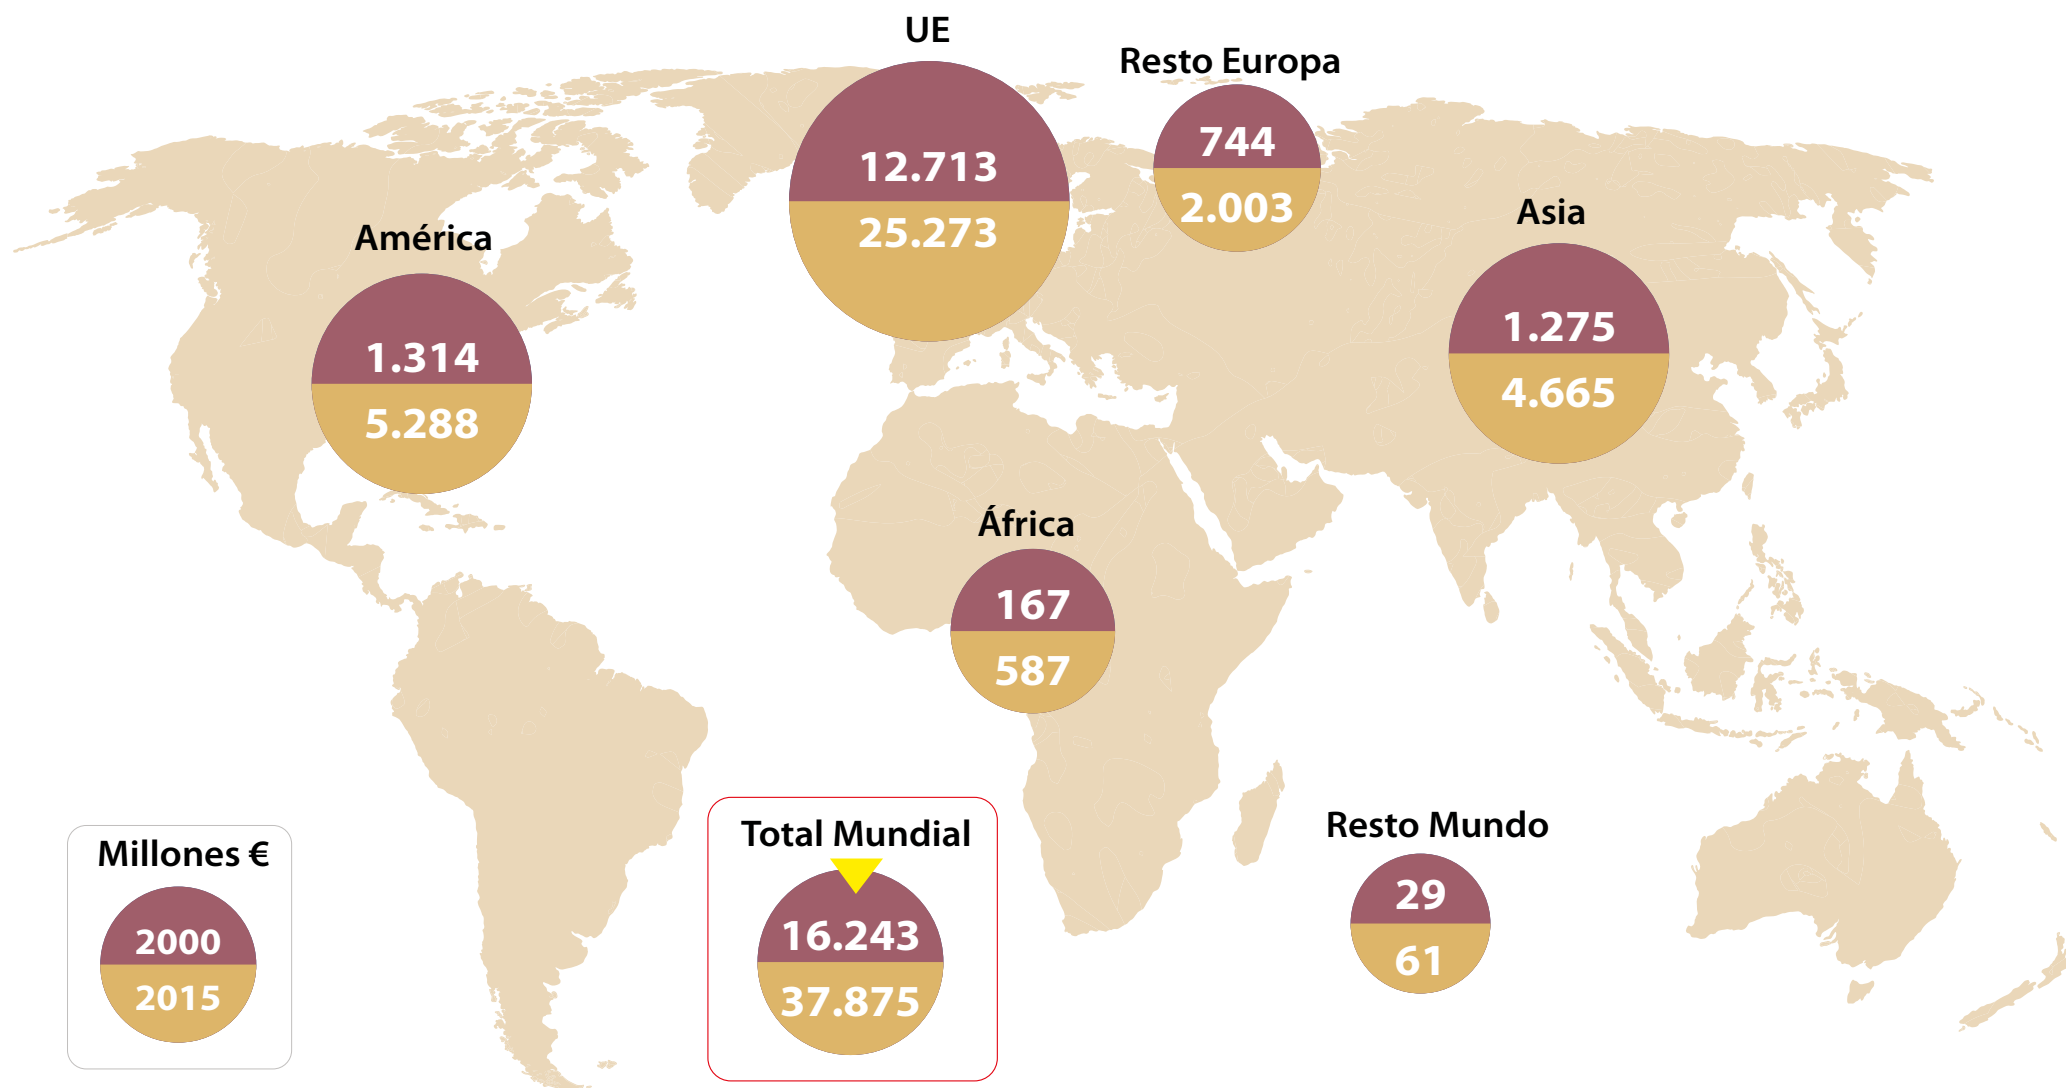 UE
12.713
25.273
Resto Europa
744
2.003
América
1.314
5.288
Asia
1.275
4.665
África
167
587
Millones €
2000
2015
Total Mundial
16.243
37.875
Resto Mundo
29
61